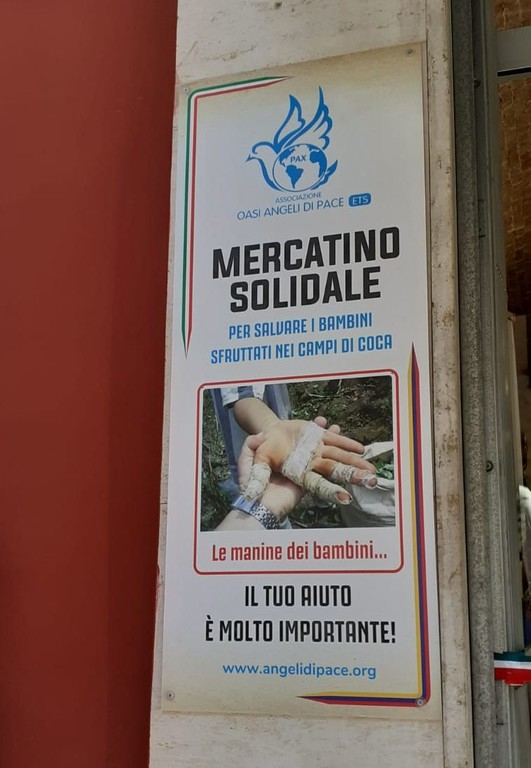 PAX
ASSOCIAZIONE
OASI ANGELI DI PACE ETS
MERCATINO
SOLIDALE
PER SALVARE I BAMBINI
SFRUTTATI NEI CAMPI DI COCA
Le manine dei bambini...
IL TUO AIUTO
È MOLTO IMPORTANTE!
www.angelidipace.org